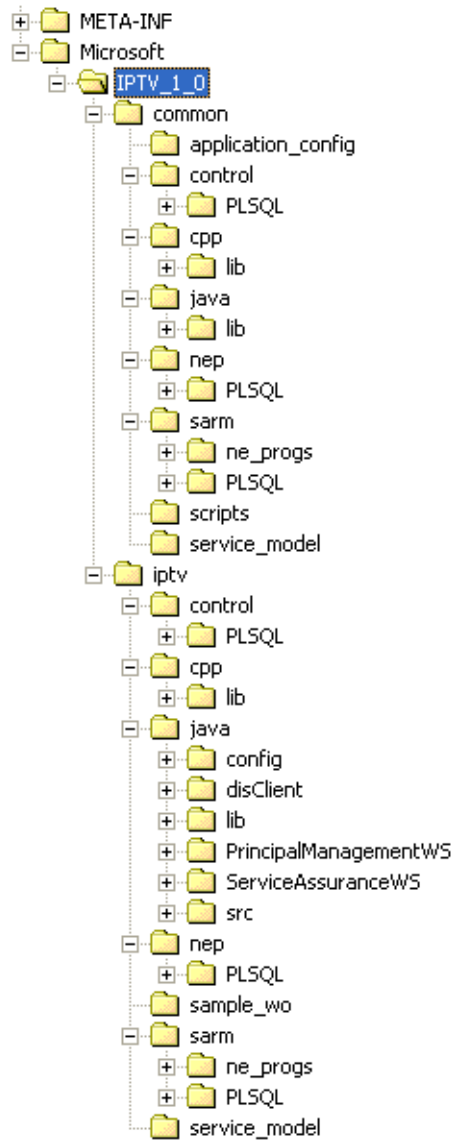 META-INF
Microsoft
IPTV_1_0
common
application_config
control
PLSQL
cpp
lib
java
lib
nep
PLSQL
sarm
ne_progs
PLSQL
scripts
service_model
iptv
control
PLSQL
cpp
lib
java
config
disClient
lib
PrincipalManagementWS
ServiceAssuranceWS
src
nep
PLSQL
sample_wo
sarm
ne_progs
PLSQL
service_model